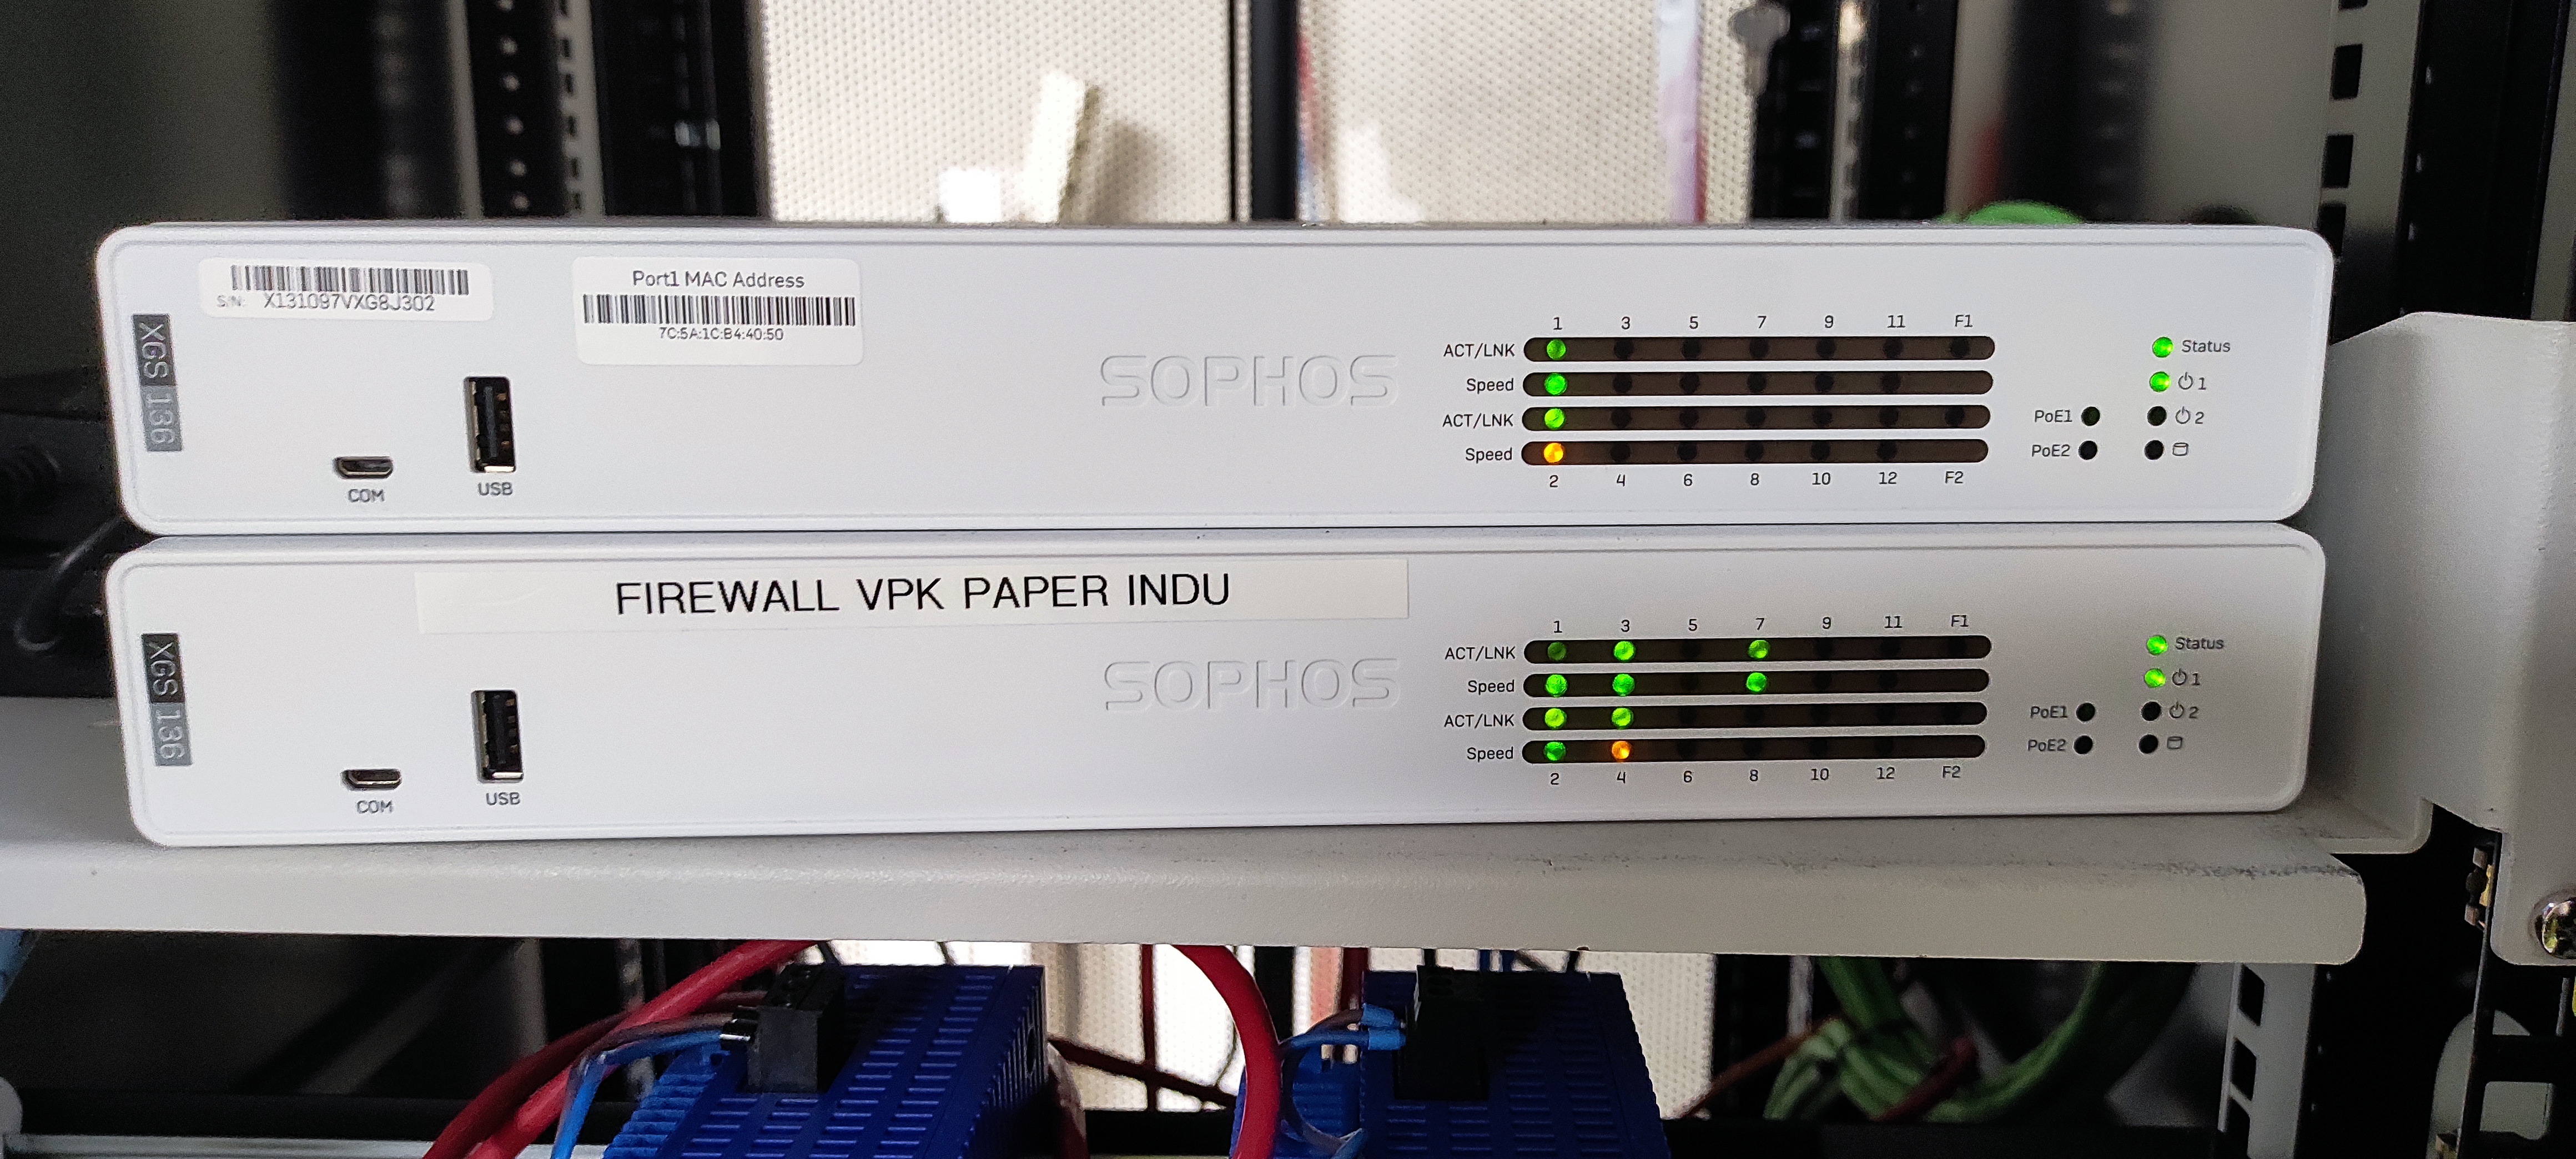 XGS 136
S/N: X131097VXG8J302
Port1 MAC Address
7C:5A:1C:B4:40:50
COM
USB
SOPHOS
1 3 5 7 9 11 F1
ACT/LNK
Speed
ACT/LNK
Speed
2 4 6 8 10 12 F2
Status
1
PoE1
2
PoE2
FIREWALL VPK PAPER INDU
XGS 136
COM
USB
SOPHOS
1 3 5 7 9 11 F1
ACT/LNK
Speed
ACT/LNK
Speed
2 4 6 8 10 12 F2
Status
1
PoE1
2
PoE2